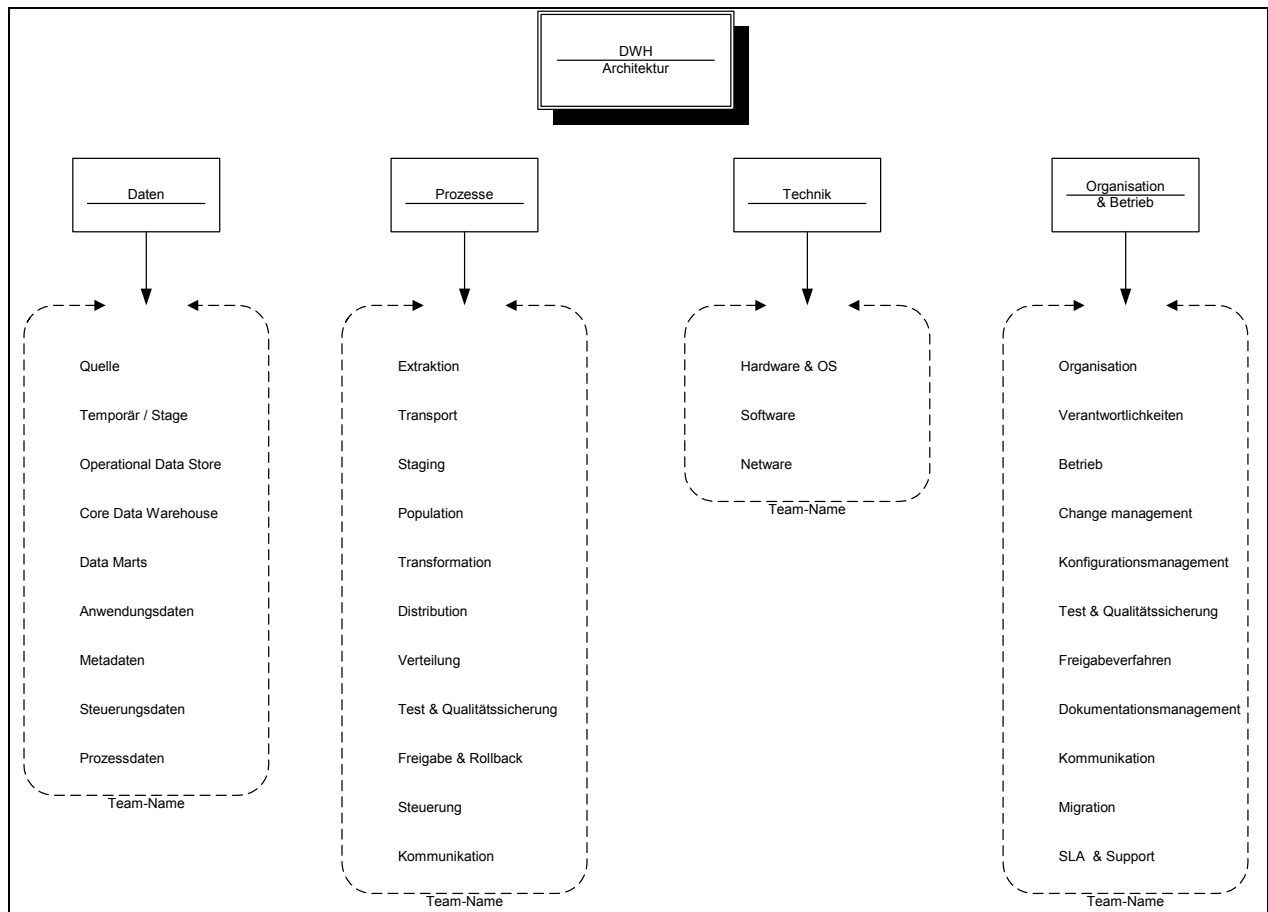 DWH
Architektur
Daten
Prozesse
Technik
Organisation
& Betrieb
Quelle
Temporär / Stage
Operational Data Store
Core Data Warehouse
Data Marts
Anwendungsdaten
Metadaten
Steuerungsdaten
Prozessdaten
Team-Name
Extraktion
Transport
Staging
Population
Transformation
Distribution
Verteilung
Test & Qualitätssicherung
Freigabe & Rollback
Steuerung
Kommunikation
Team-Name
Hardware & OS
Software
Netware
Team-Name
Organisation
Verantwortlichkeiten
Betrieb
Change management
Konfigurationsmanagement
Test & Qualitätssicherung
Freigabeverfahren
Dokumentationsmanagement
Kommunikation
Migration
SLA & Support
Team-Name